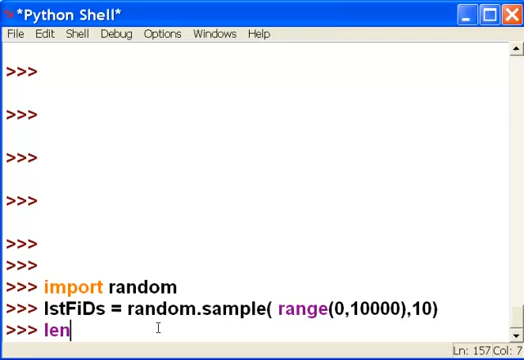 *Python Shell*
File Edit Shell Debug Options Windows Help
>>>
>>>
>>>
>>>
>>>
>>>
>>> import random
>>> lstFiDs = random.sample( range(0,10000),10)
>>> len
Ln: 157 Col: 7